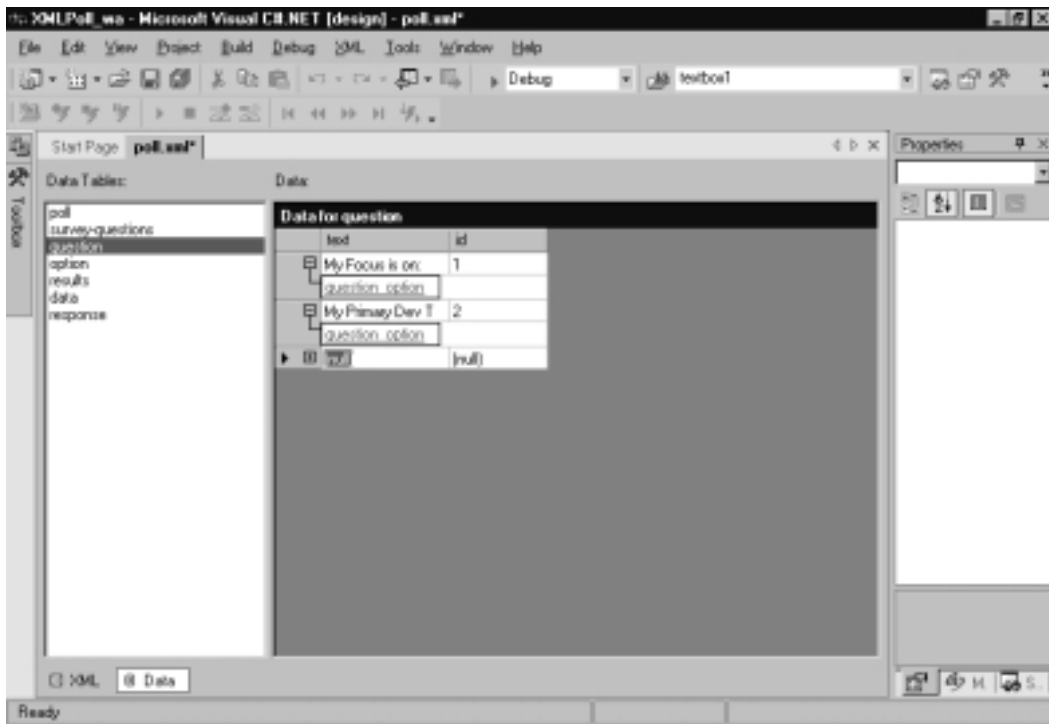 XMLPoll_wa - Microsoft Visual C#.NET [design] - poll.xml*
File Edit View Project Build Debug XML Tools Window Help
Debug textbox1
Start Page poll.xml*
Properties
Toolbox
Data Tables:
Data:
poll
survey-questions
question
option
results
data
response
Data for question
text id
My Focus is on: 1
question_option
My Primary Dev T 2
question_option
(null)
XML Data
M. S..
Ready